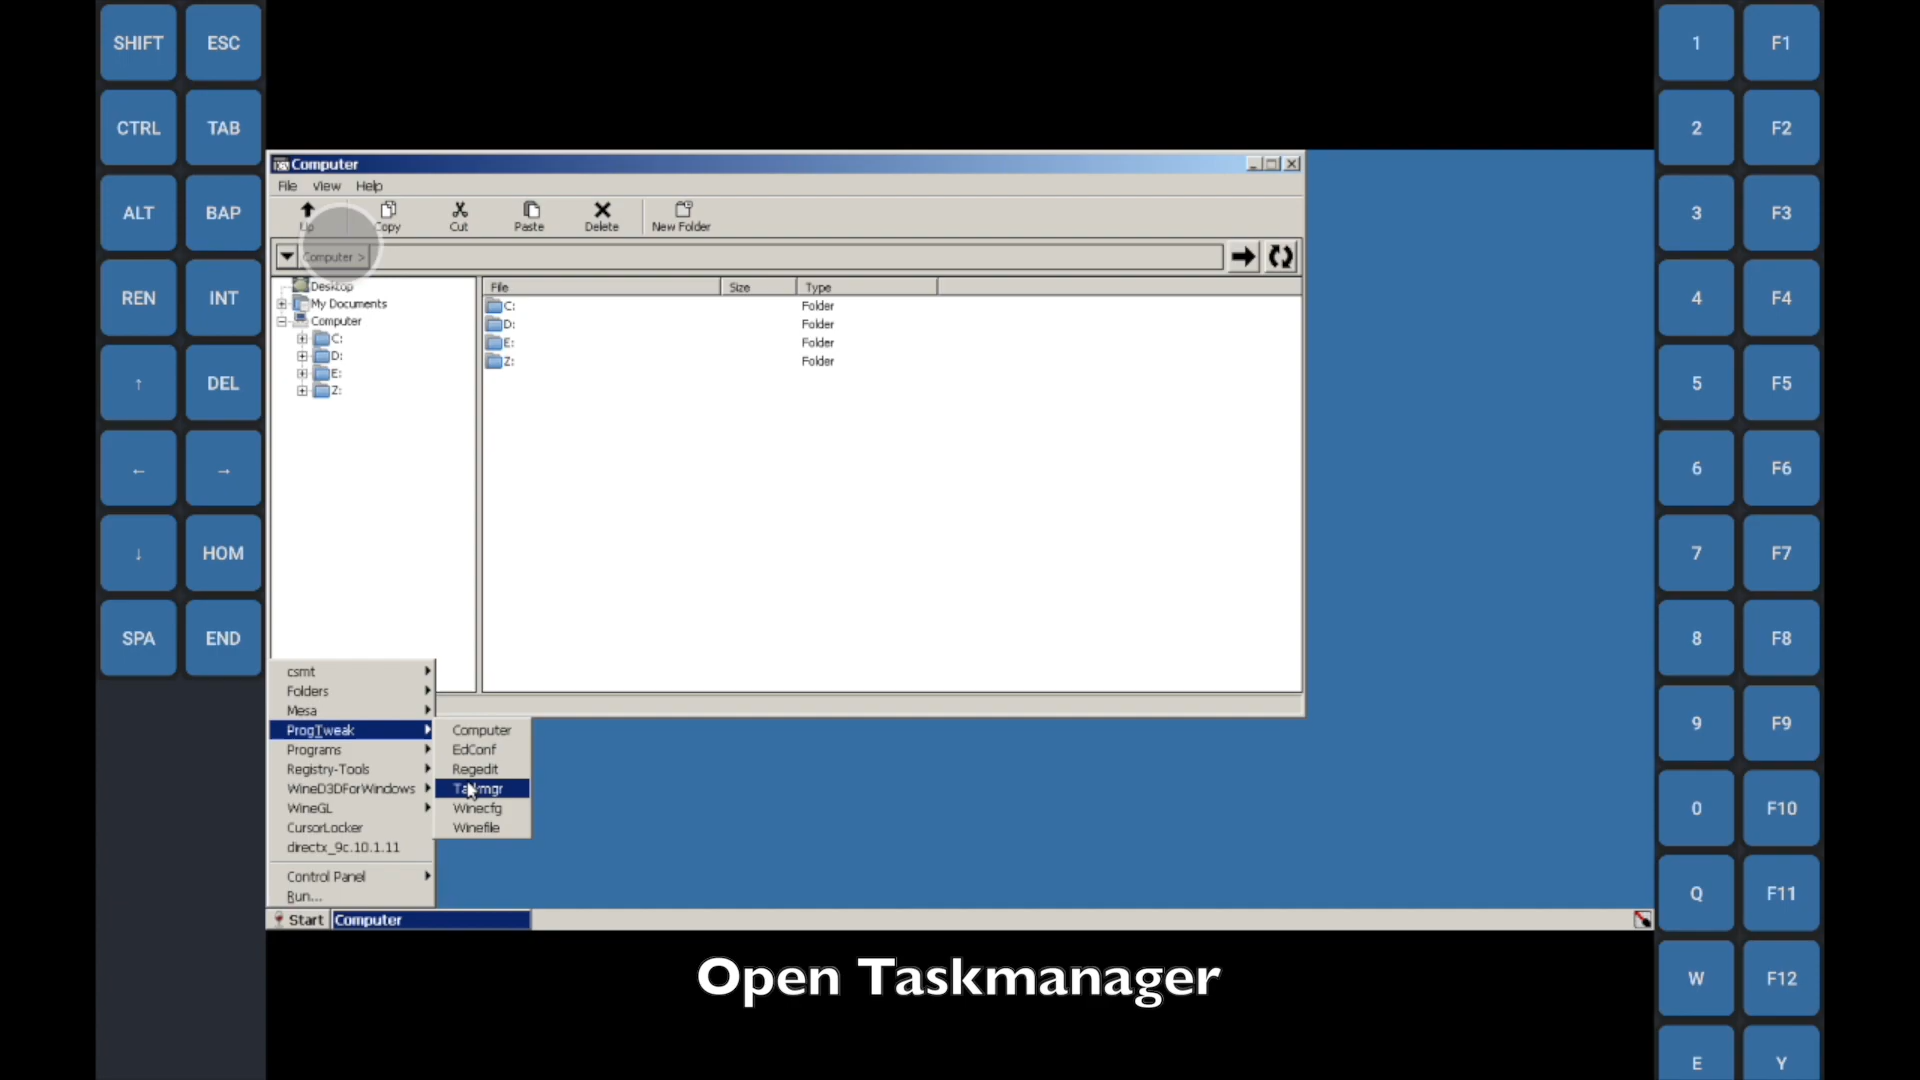 SHIFT ESC
CTRL TAB
ALT BAP
REN INT
↑ DEL
← →
↓ HOM
SPA END
Computer
File View Help
Up Copy Cut Paste Delete New Folder
Computer >
Desktop
My Documents
Computer
C:
D:
E:
Z:
File Size Type
C: Folder
D: Folder
E: Folder
Z: Folder
csmt
Folders
Mesa
ProgTweak
Programs
Registry-Tools
WineD3DForWindows
WineGL
CursorLocker
directx_9c.10.1.11
Control Panel
Run...
Computer
EdConf
Regedit
Taskmgr
Winecfg
Winefile
Start Computer
Open Taskmanager
1 F1
2 F2
3 F3
4 F4
5 F5
6 F6
7 F7
8 F8
9 F9
0 F10
Q F11
W F12
E Y